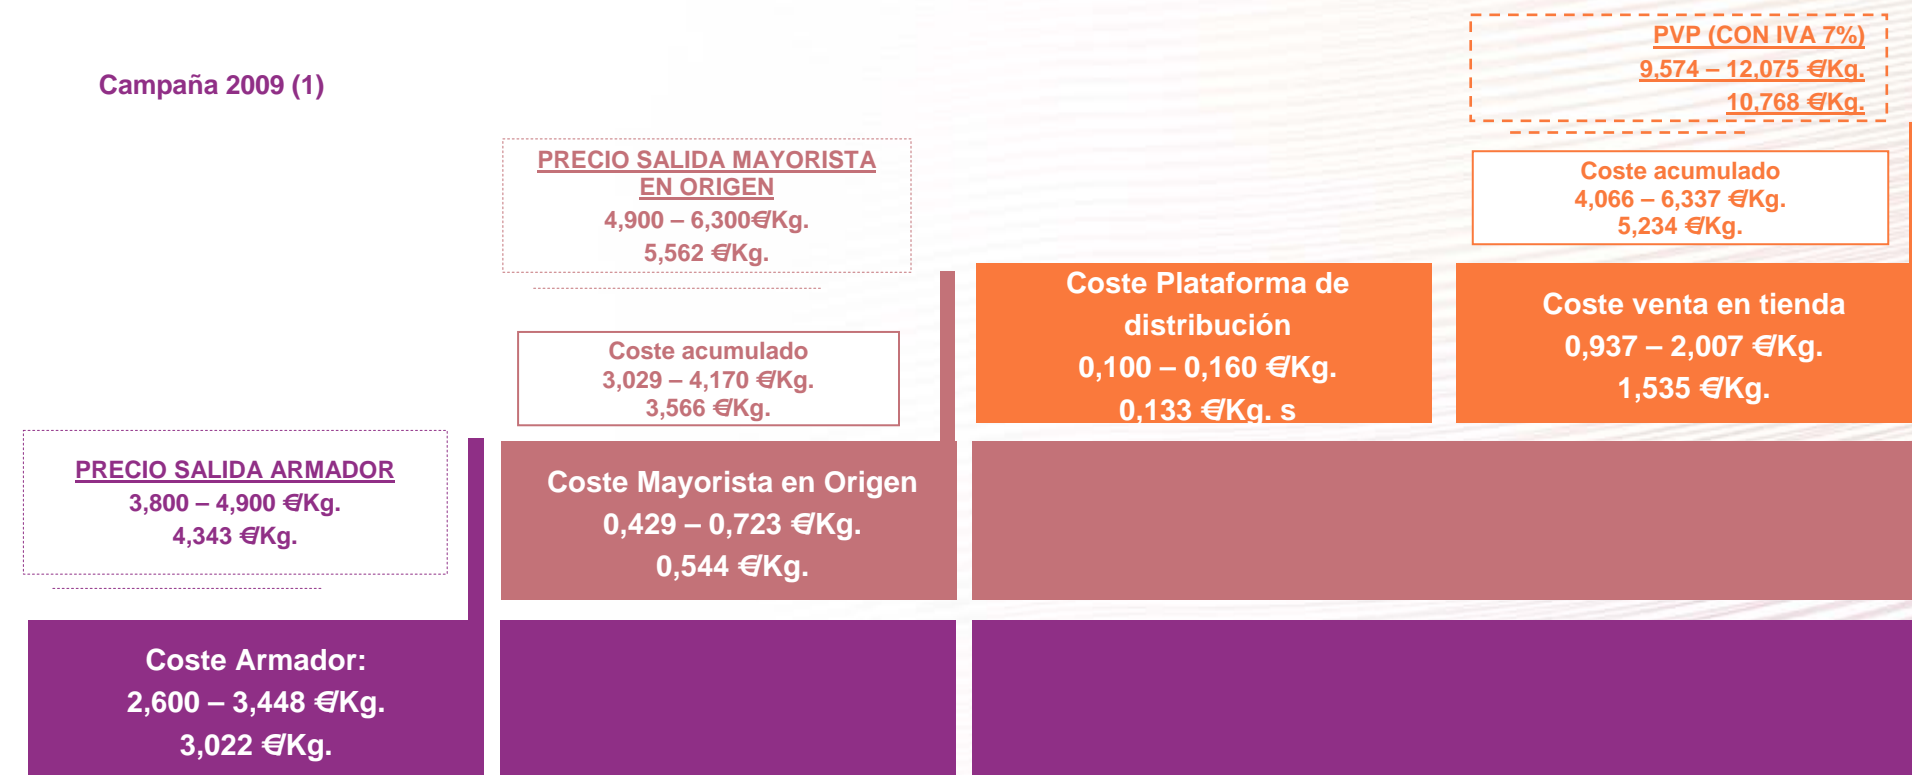 Campaña 2009 (1)
PVP (CON IVA 7%)
9,574 – 12,075 €/Kg.
10,768 €/Kg.
PRECIO SALIDA MAYORISTA
EN ORIGEN
4,900 – 6,300€/Kg.
5,562 €/Kg.
Coste acumulado
4,066 – 6,337 €/Kg.
5,234 €/Kg.
Coste Plataforma de
distribución
0,100 – 0,160 €/Kg.
0,133 €/Kg. s
Coste venta en tienda
0,937 – 2,007 €/Kg.
1,535 €/Kg.
Coste acumulado
3,029 – 4,170 €/Kg.
3,566 €/Kg.
PRECIO SALIDA ARMADOR
3,800 – 4,900 €/Kg.
4,343 €/Kg.
Coste Mayorista en Origen
0,429 – 0,723 €/Kg.
0,544 €/Kg.
Coste Armador:
2,600 – 3,448 €/Kg.
3,022 €/Kg.